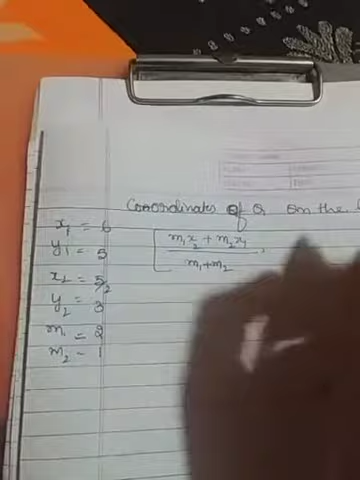 Coordinates of Q on the
x₁ = 6
y₁ = 5
x₂ = 5/2
y₂ = 3
m₁ = 2
m₂ = 1
[ (m₁x₂ + m₂x₁) / (m₁+m₂) ,